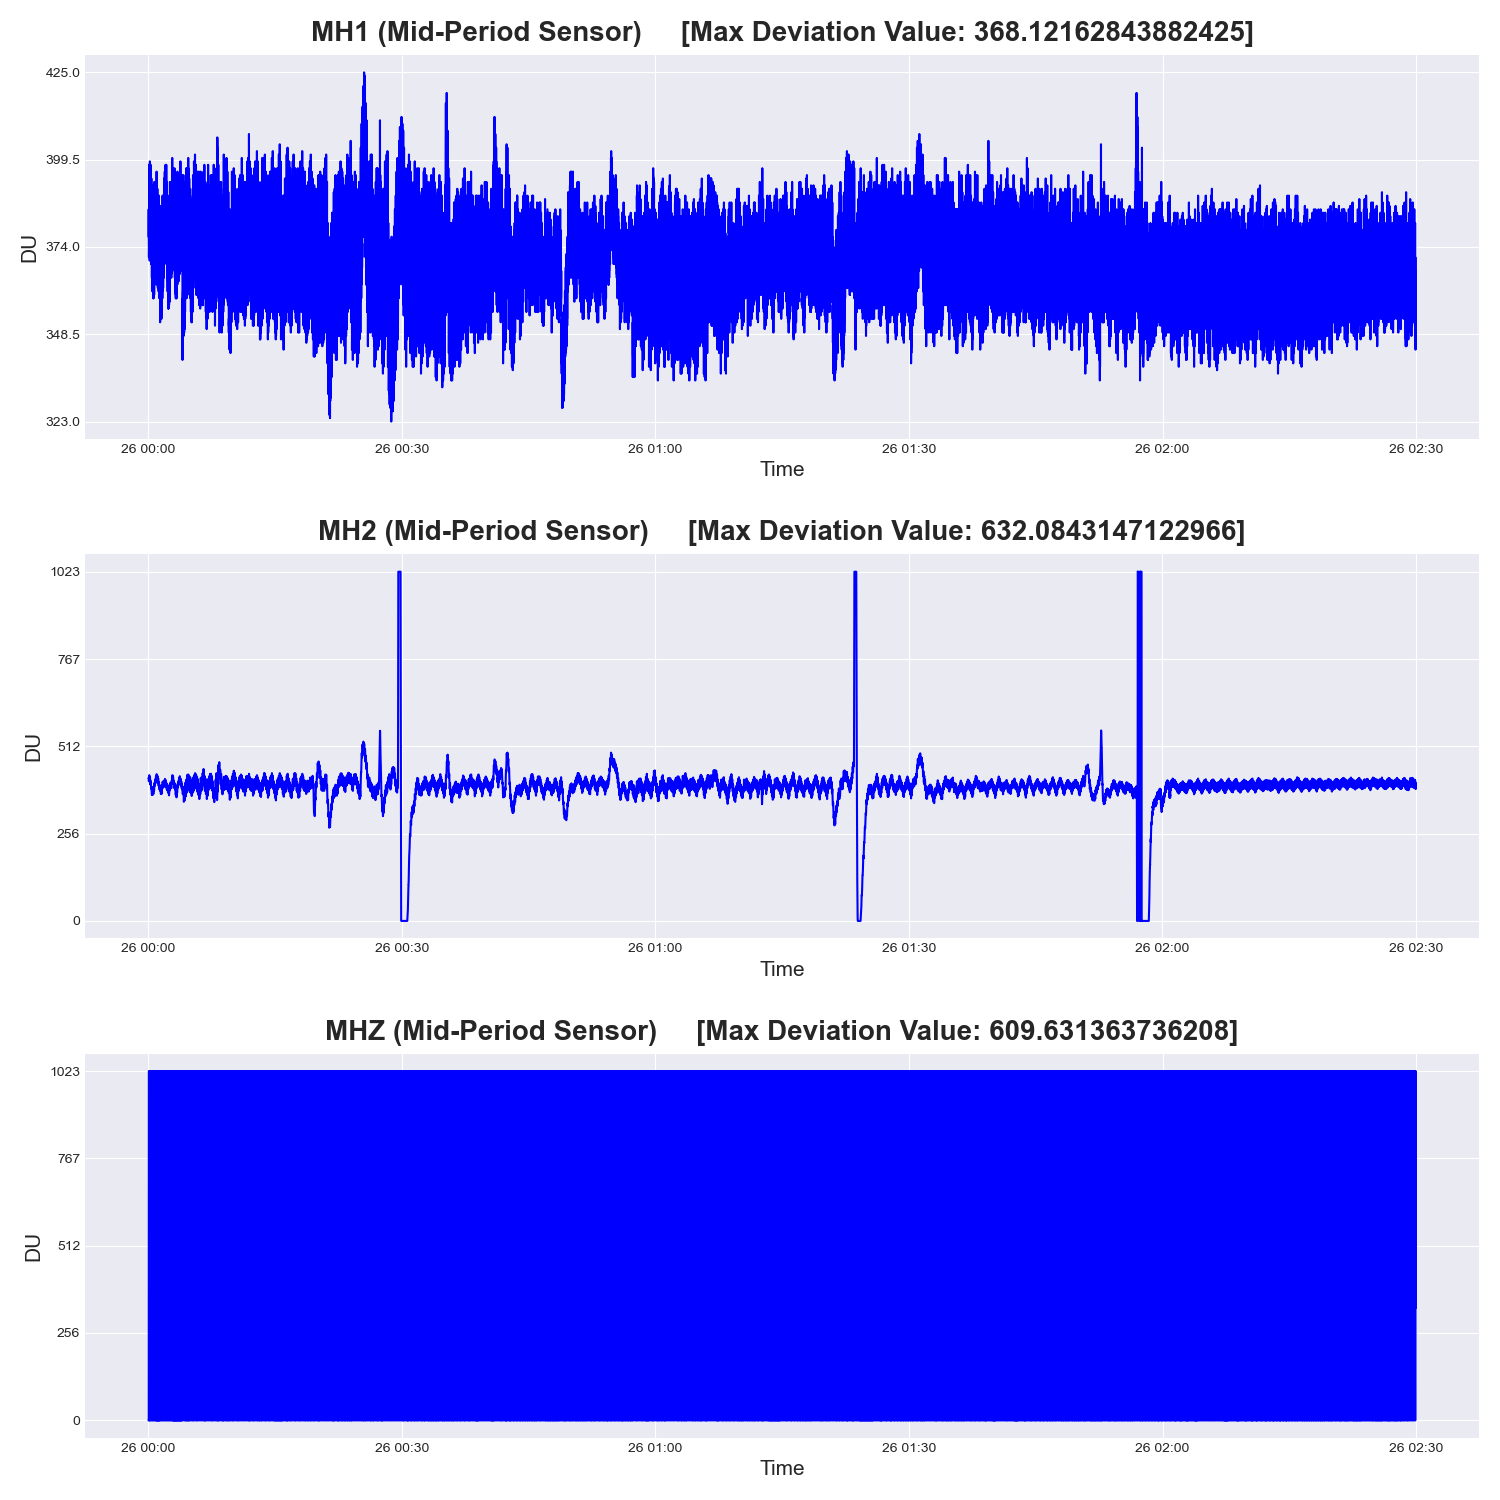 MH1 (Mid-Period Sensor) [Max Deviation Value: 368.12162843882425]
425.0
399.5
374.0
348.5
323.0
DU
26 00:00 26 00:30 26 01:00 26 01:30 26 02:00 26 02:30
Time
MH2 (Mid-Period Sensor) [Max Deviation Value: 632.0843147122966]
1023
767
512
256
0
DU
26 00:00 26 00:30 26 01:00 26 01:30 26 02:00 26 02:30
Time
MHZ (Mid-Period Sensor) [Max Deviation Value: 609.631363736208]
1023
767
512
256
0
DU
26 00:00 26 00:30 26 01:00 26 01:30 26 02:00 26 02:30
Time